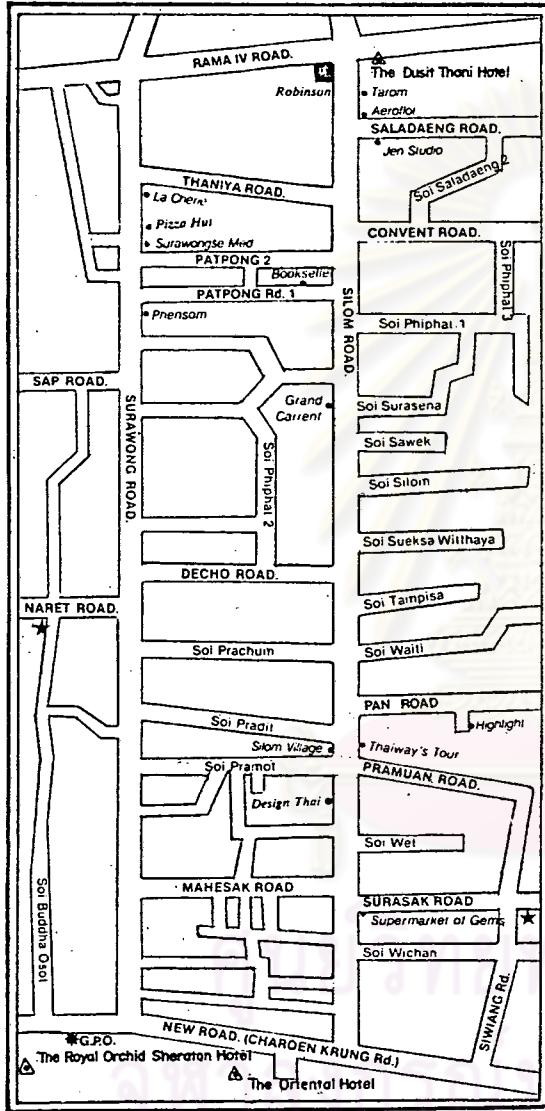 RAMA IV ROAD.
The Dusit Thani Hotel
Robinson
Tarom
Aeroflot
SALADAENG ROAD.
Jen Studio
Soi Saladaeng 2
THANIYA ROAD.
La Cherie
Pizza Hut
Surawongse Med
CONVENT ROAD.
PATPONG 2
Bookseller
PATPONG Rd. 1
Soi Phiphat 3
SILOM ROAD.
Phensom
Soi Phiphat 1
SAP ROAD.
SURAWONG ROAD.
Grand
Carrent
Soi Surasena
Soi Sawek
Soi Phiphat 2
Soi Silom
Soi Sueksa Witthaya
DECHO ROAD.
NARET ROAD.
Soi Tampisa
Soi Prachum
Soi Waiti
PAN ROAD
Soi Pradit
Highlight
Silom Village
Thaiway's Tour
Soi Pramot
PRAMUAN ROAD.
Design Thai
Soi Wet
MAHESAK ROAD
SURASAK ROAD
Soi Buddha Osot
Supermarket of Gems
Soi Wichan
SIWIANG Rd.
NEW ROAD. (CHAROEN KRUNG Rd.)
G.P.O.
The Royal Orchid Sheraton Hotel
The Oriental Hotel